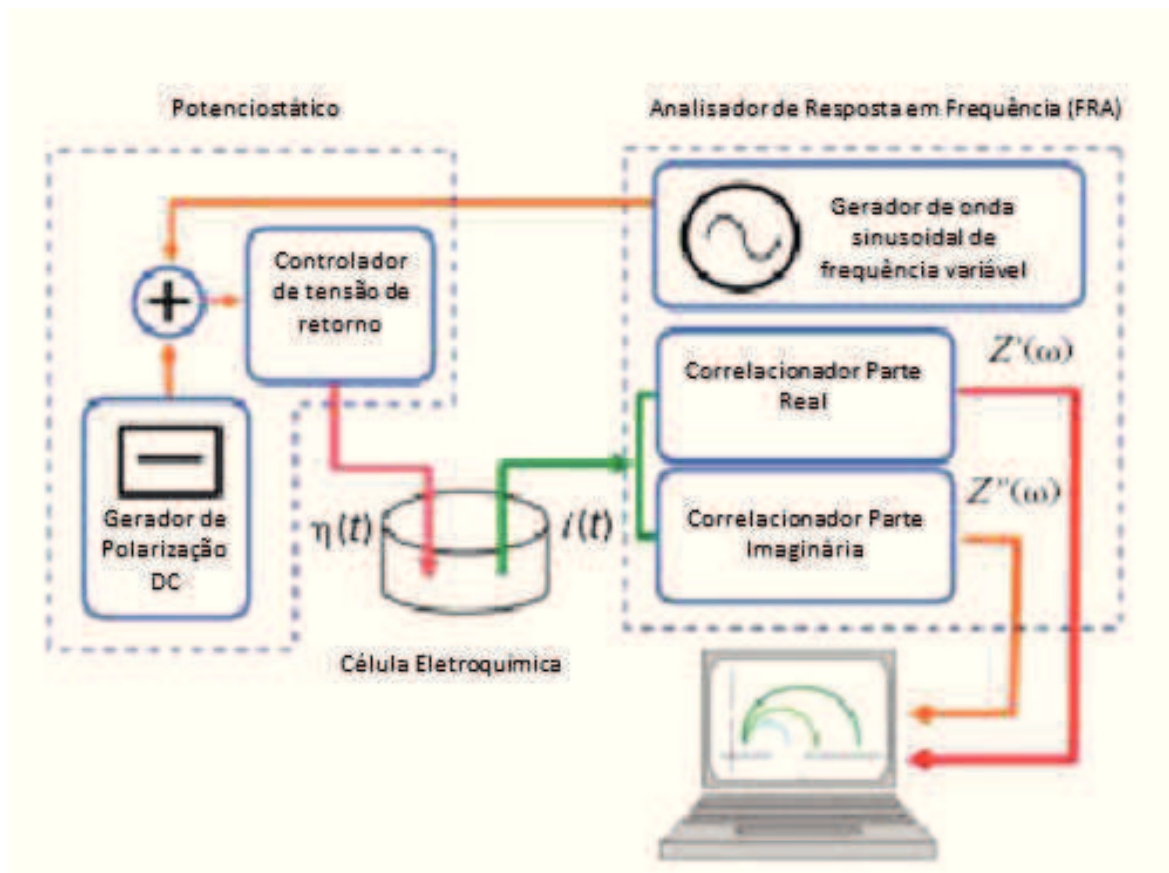 Potenciostático
Analisador de Resposta em Frequência (FRA)
Gerador de onda
sinusoidal de
frequência variável
Controlador
de tensão de
retorno
Correlacionador Parte
Real
Z'(ω)
Gerador de
Polarização
DC
η(t)
i(t)
Correlacionador Parte
Imaginária
Z''(ω)
Célula Eletroquímica